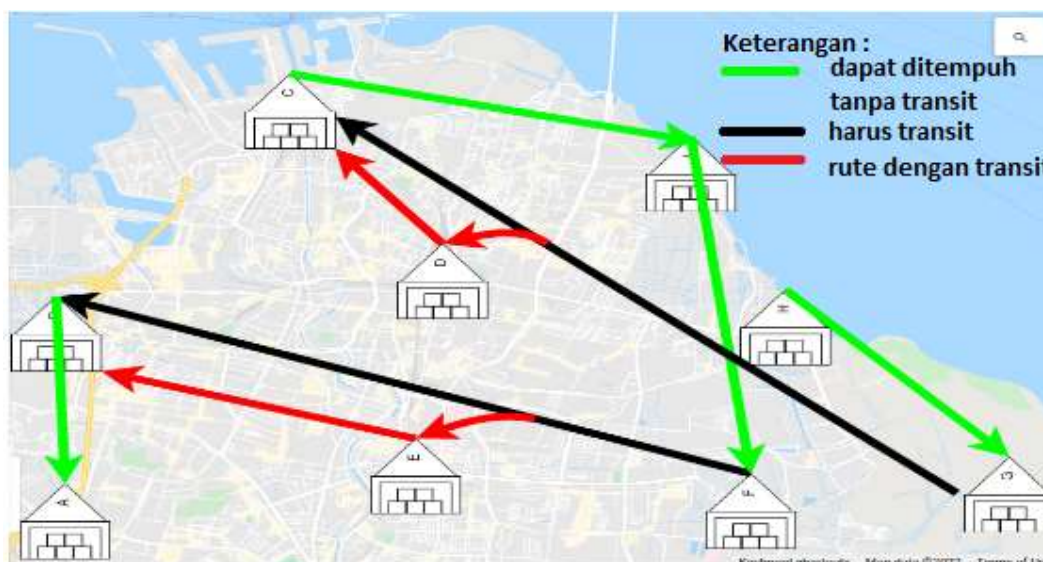 Keterangan :
dapat ditempuh
tanpa transit
harus transit
rute dengan transit
C
D
H
E
A
F
G